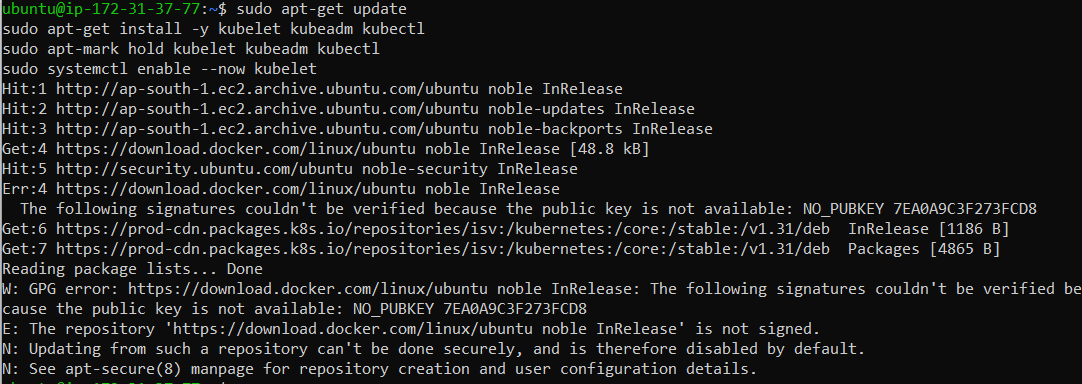 ubuntu@ip-172-31-37-77:~$ sudo apt-get update
sudo apt-get install -y kubelet kubeadm kubectl
sudo apt-mark hold kubelet kubeadm kubectl
sudo systemctl enable --now kubelet
Hit:1 http://ap-south-1.ec2.archive.ubuntu.com/ubuntu noble InRelease
Hit:2 http://ap-south-1.ec2.archive.ubuntu.com/ubuntu noble-updates InRelease
Hit:3 http://ap-south-1.ec2.archive.ubuntu.com/ubuntu noble-backports InRelease
Get:4 https://download.docker.com/linux/ubuntu noble InRelease [48.8 kB]
Hit:5 http://security.ubuntu.com/ubuntu noble-security InRelease
Err:4 https://download.docker.com/linux/ubuntu noble InRelease
  The following signatures couldn't be verified because the public key is not available: NO_PUBKEY 7EA0A9C3F273FCD8
Get:6 https://prod-cdn.packages.k8s.io/repositories/isv:/kubernetes:/core:/stable:/v1.31/deb  InRelease [1186 B]
Get:7 https://prod-cdn.packages.k8s.io/repositories/isv:/kubernetes:/core:/stable:/v1.31/deb  Packages [4865 B]
Reading package lists... Done
W: GPG error: https://download.docker.com/linux/ubuntu noble InRelease: The following signatures couldn't be verified be
cause the public key is not available: NO_PUBKEY 7EA0A9C3F273FCD8
E: The repository 'https://download.docker.com/linux/ubuntu noble InRelease' is not signed.
N: Updating from such a repository can't be done securely, and is therefore disabled by default.
N: See apt-secure(8) manpage for repository creation and user configuration details.